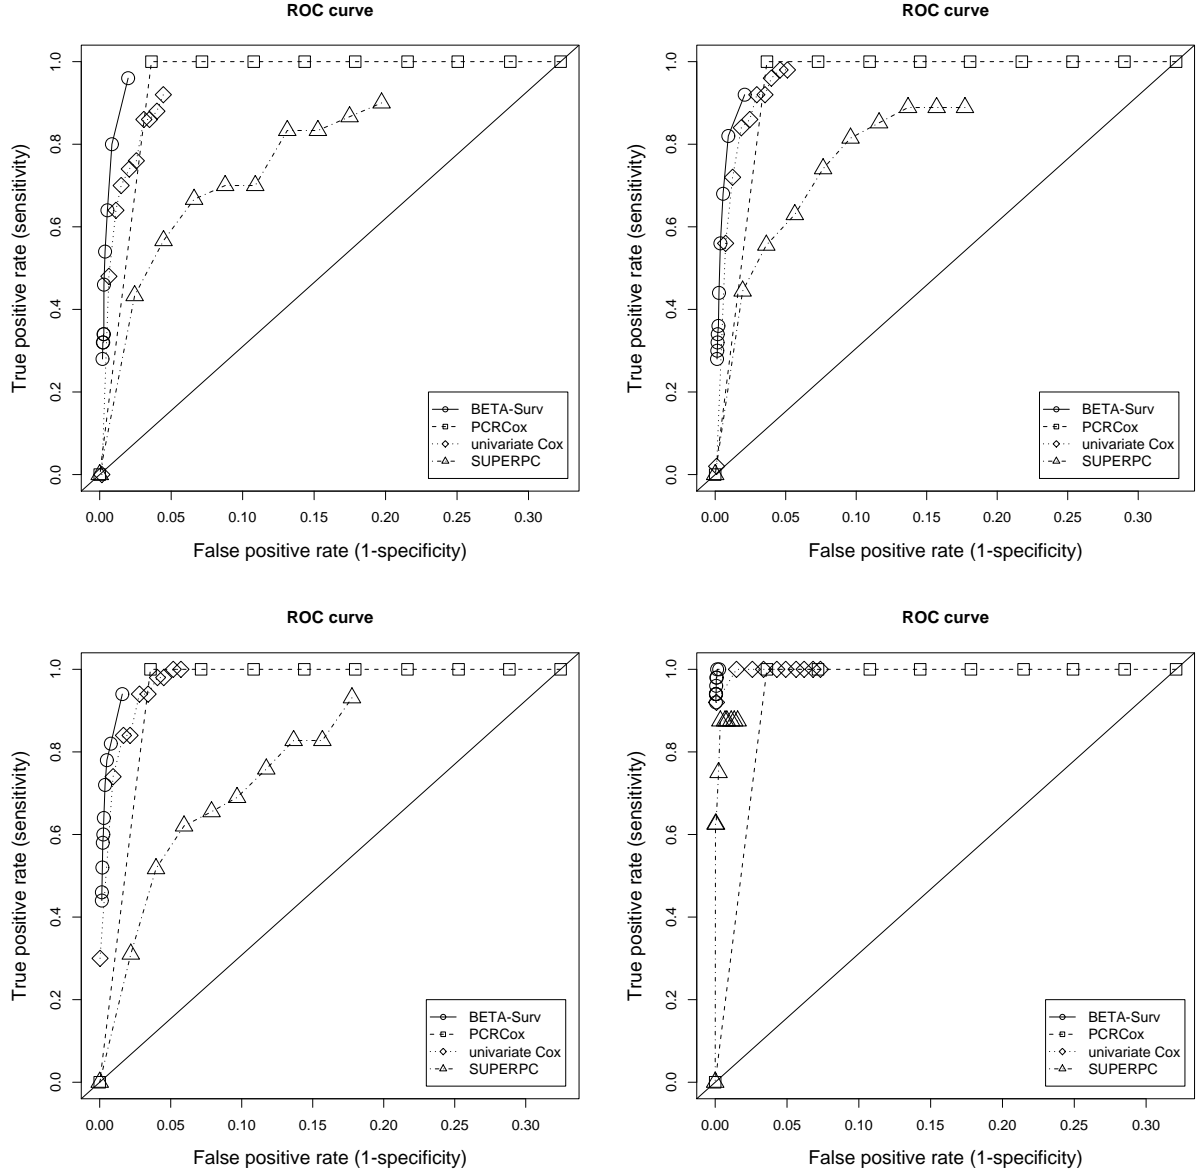 ROC curve
True positive rate (sensitivity)
1.0
0.8
0.6
0.4
0.2
0.0
BETA-Surv
PCRCox
univariate Cox
SUPERPC
0.00 0.05 0.10 0.15 0.20 0.25 0.30
False positive rate (1-specificity)
ROC curve
True positive rate (sensitivity)
1.0
0.8
0.6
0.4
0.2
0.0
BETA-Surv
PCRCox
univariate Cox
SUPERPC
0.00 0.05 0.10 0.15 0.20 0.25 0.30
False positive rate (1-specificity)
ROC curve
True positive rate (sensitivity)
1.0
0.8
0.6
0.4
0.2
0.0
BETA-Surv
PCRCox
univariate Cox
SUPERPC
0.00 0.05 0.10 0.15 0.20 0.25 0.30
False positive rate (1-specificity)
ROC curve
True positive rate (sensitivity)
1.0
0.8
0.6
0.4
0.2
0.0
BETA-Surv
PCRCox
univariate Cox
SUPERPC
0.00 0.05 0.10 0.15 0.20 0.25 0.30
False positive rate (1-specificity)